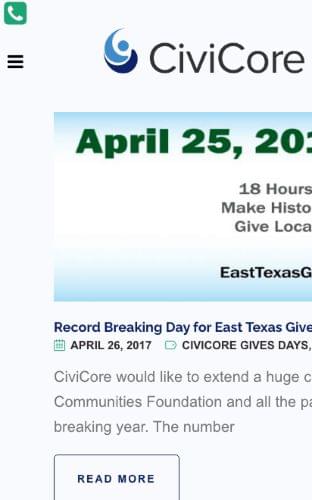 CiviCore
April 25, 201
18 Hours
Make Histo
Give Loca
EastTexasG
Record Breaking Day for East Texas Give
APRIL 26, 2017 CIVICORE GIVES DAYS,
CiviCore would like to extend a huge c
Communities Foundation and all the pa
breaking year. The number
READ MORE